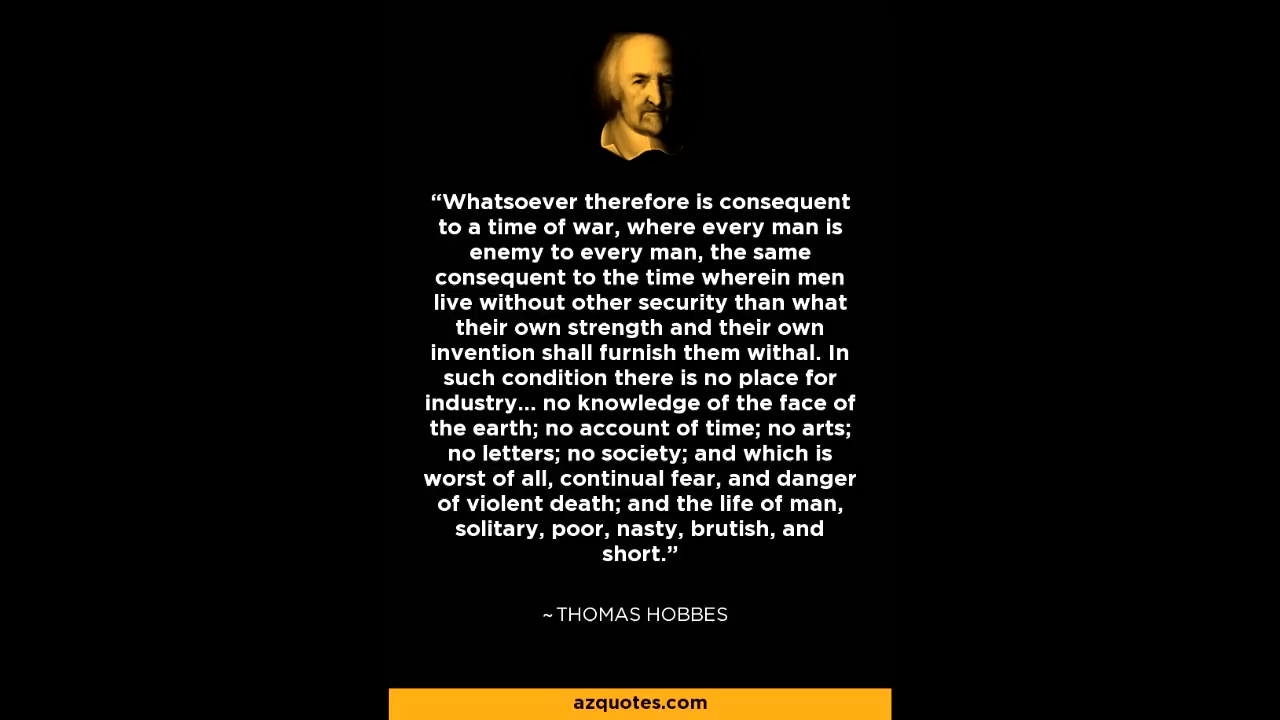 “Whatsoever therefore is consequent
to a time of war, where every man is
enemy to every man, the same
consequent to the time wherein men
live without other security than what
their own strength and their own
invention shall furnish them withal. In
such condition there is no place for
industry... no knowledge of the face of
the earth; no account of time; no arts;
no letters; no society; and which is
worst of all, continual fear, and danger
of violent death; and the life of man,
solitary, poor, nasty, brutish, and
short.”
~ THOMAS HOBBES
azquotes.com